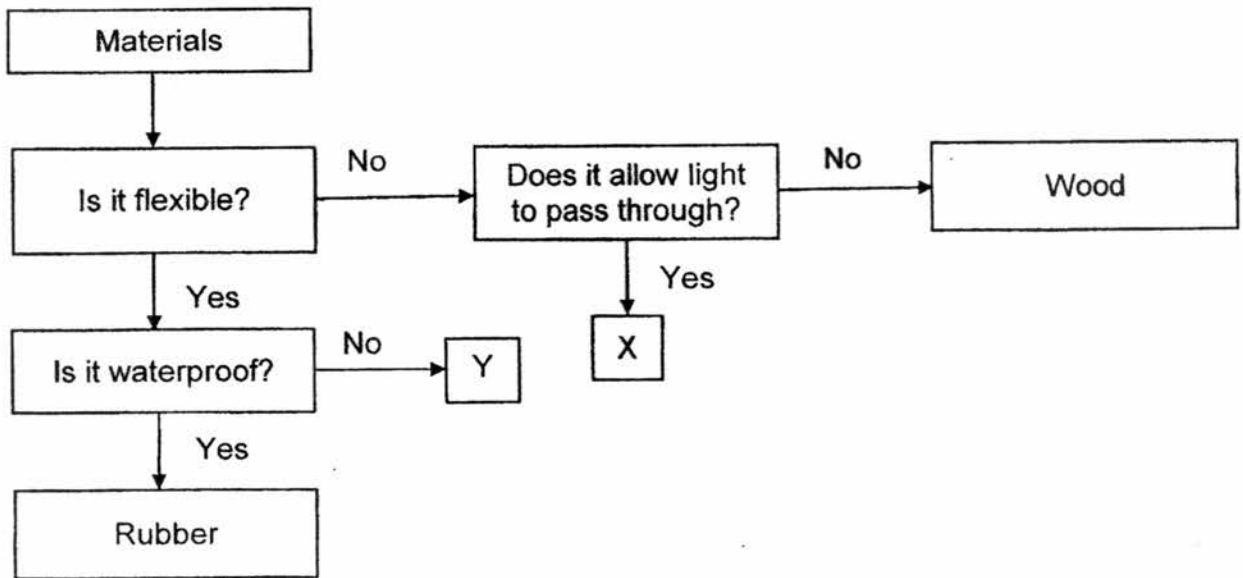 Materials
Is it flexible?
No
Does it allow light
to pass through?
No
Wood
Yes
Yes
X
Is it waterproof?
No
Y
Yes
Rubber